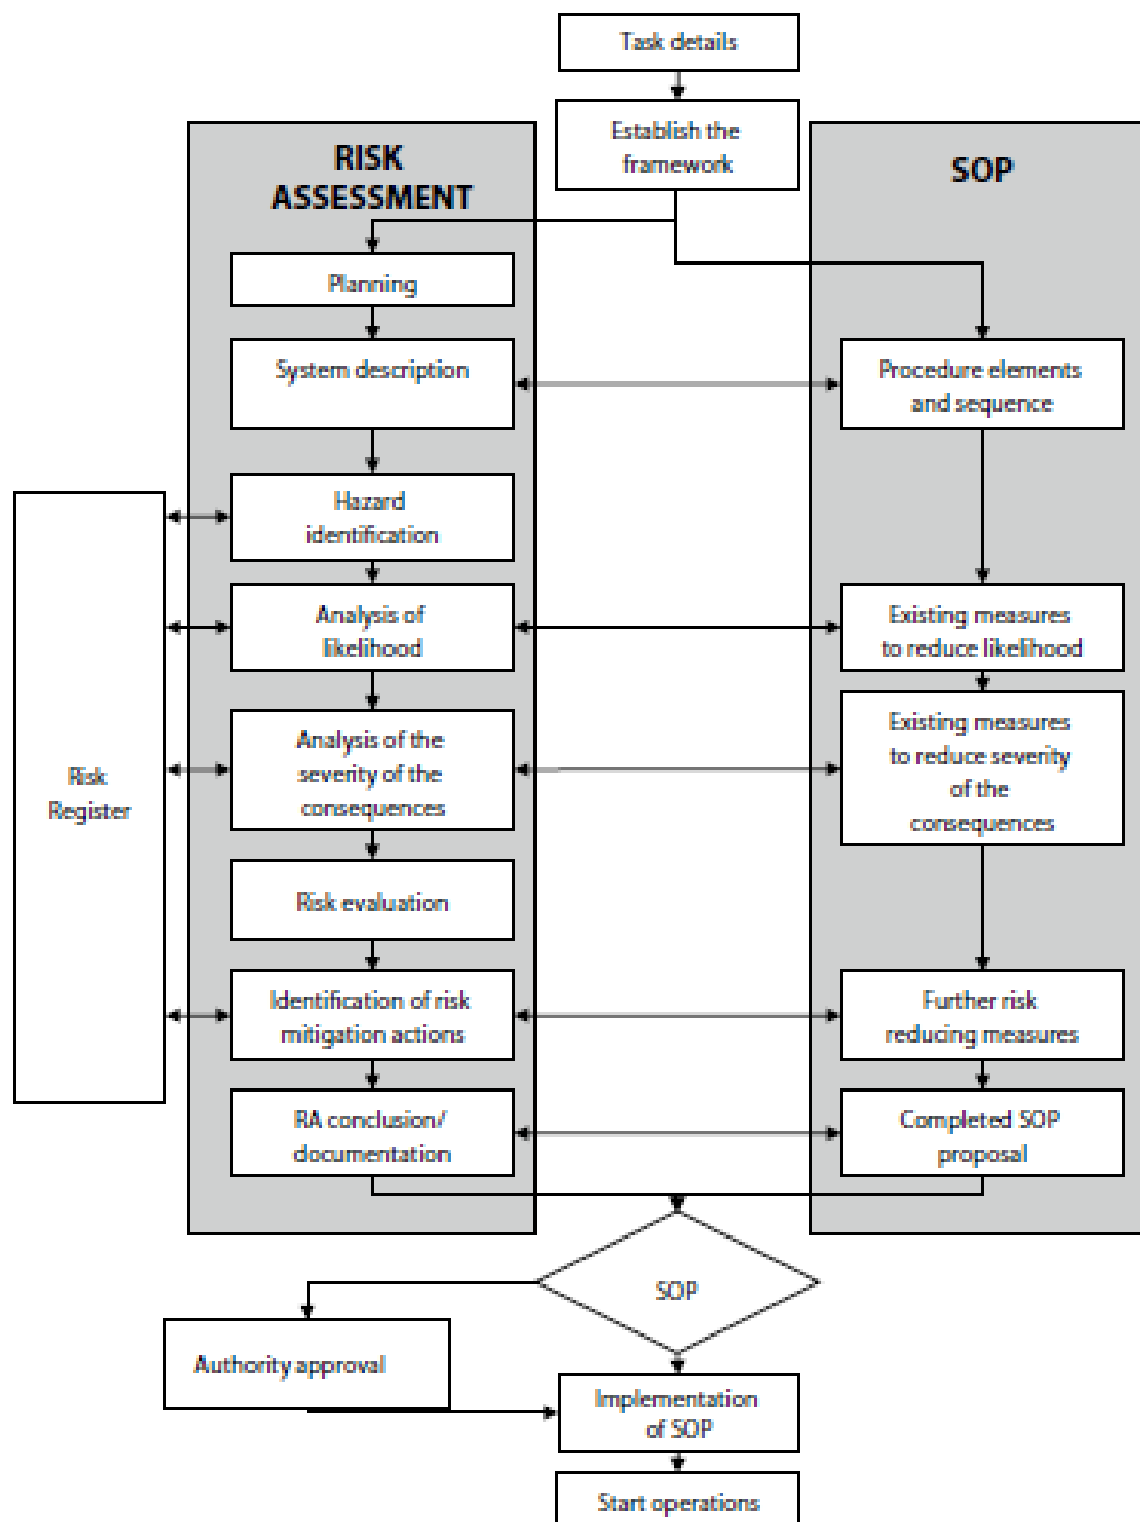 Task details
Establish the
framework
RISK
ASSESSMENT
SOP
Planning
System description
Procedure elements
and sequence
Hazard
identification
Analysis of
likelihood
Existing measures
to reduce likelihood
Analysis of the
severity of the
consequences
Existing measures
to reduce severity
of the
consequences
Risk
Register
Risk evaluation
Identification of risk
mitigation actions
Further risk
reducing measures
RA conclusion/
documentation
Completed SOP
proposal
SOP
Authority approval
Implementation
of SOP
Start operations